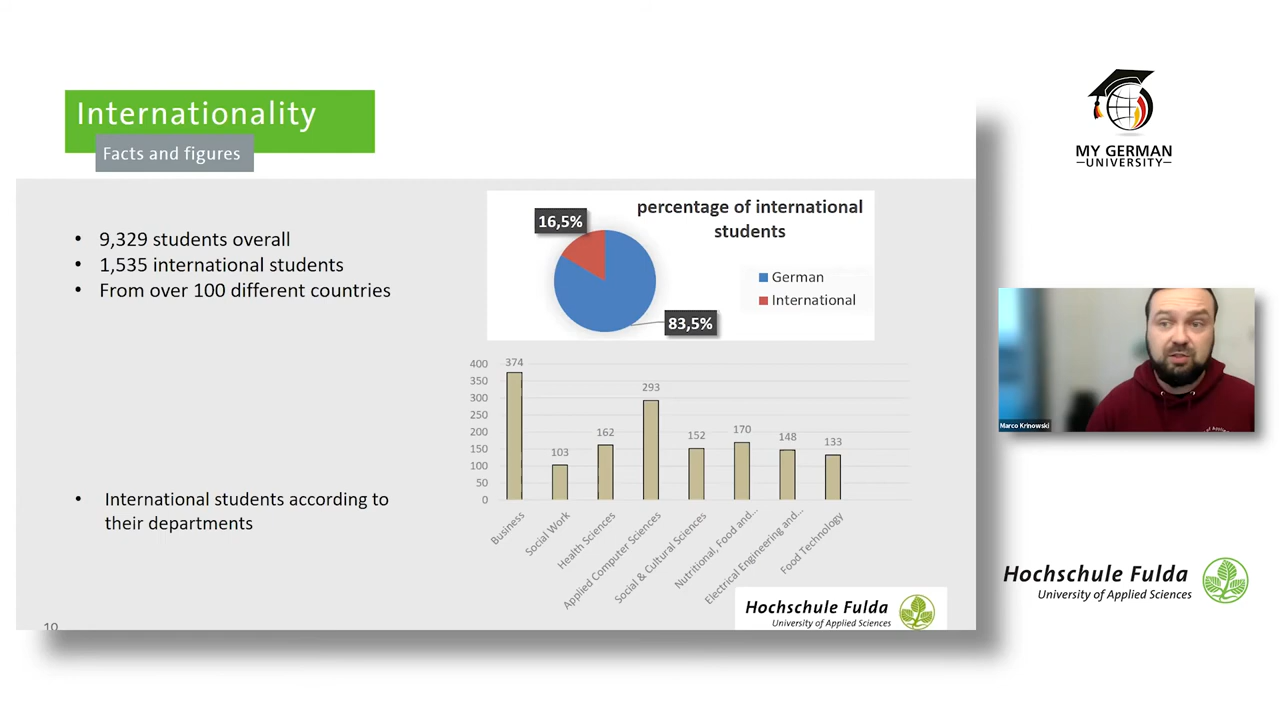 Internationality
Facts and figures
• 9,329 students overall
• 1,535 international students
• From over 100 different countries
• International students according to
their departments
percentage of international
students
16,5%
83,5%
German
International
400
350
300
250
200
150
100
50
0
374
103
162
293
152
170
148
133
Business
Social Work
Health Sciences
Applied Computer Sciences
Social & Cultural Sciences
Nutritional, Food and...
Electrical Engineering and...
Food Technology
Hochschule Fulda
University of Applied Sciences
10
MY GERMAN
UNIVERSITY
Marco Krinowski
Hochschule Fulda
University of Applied Sciences